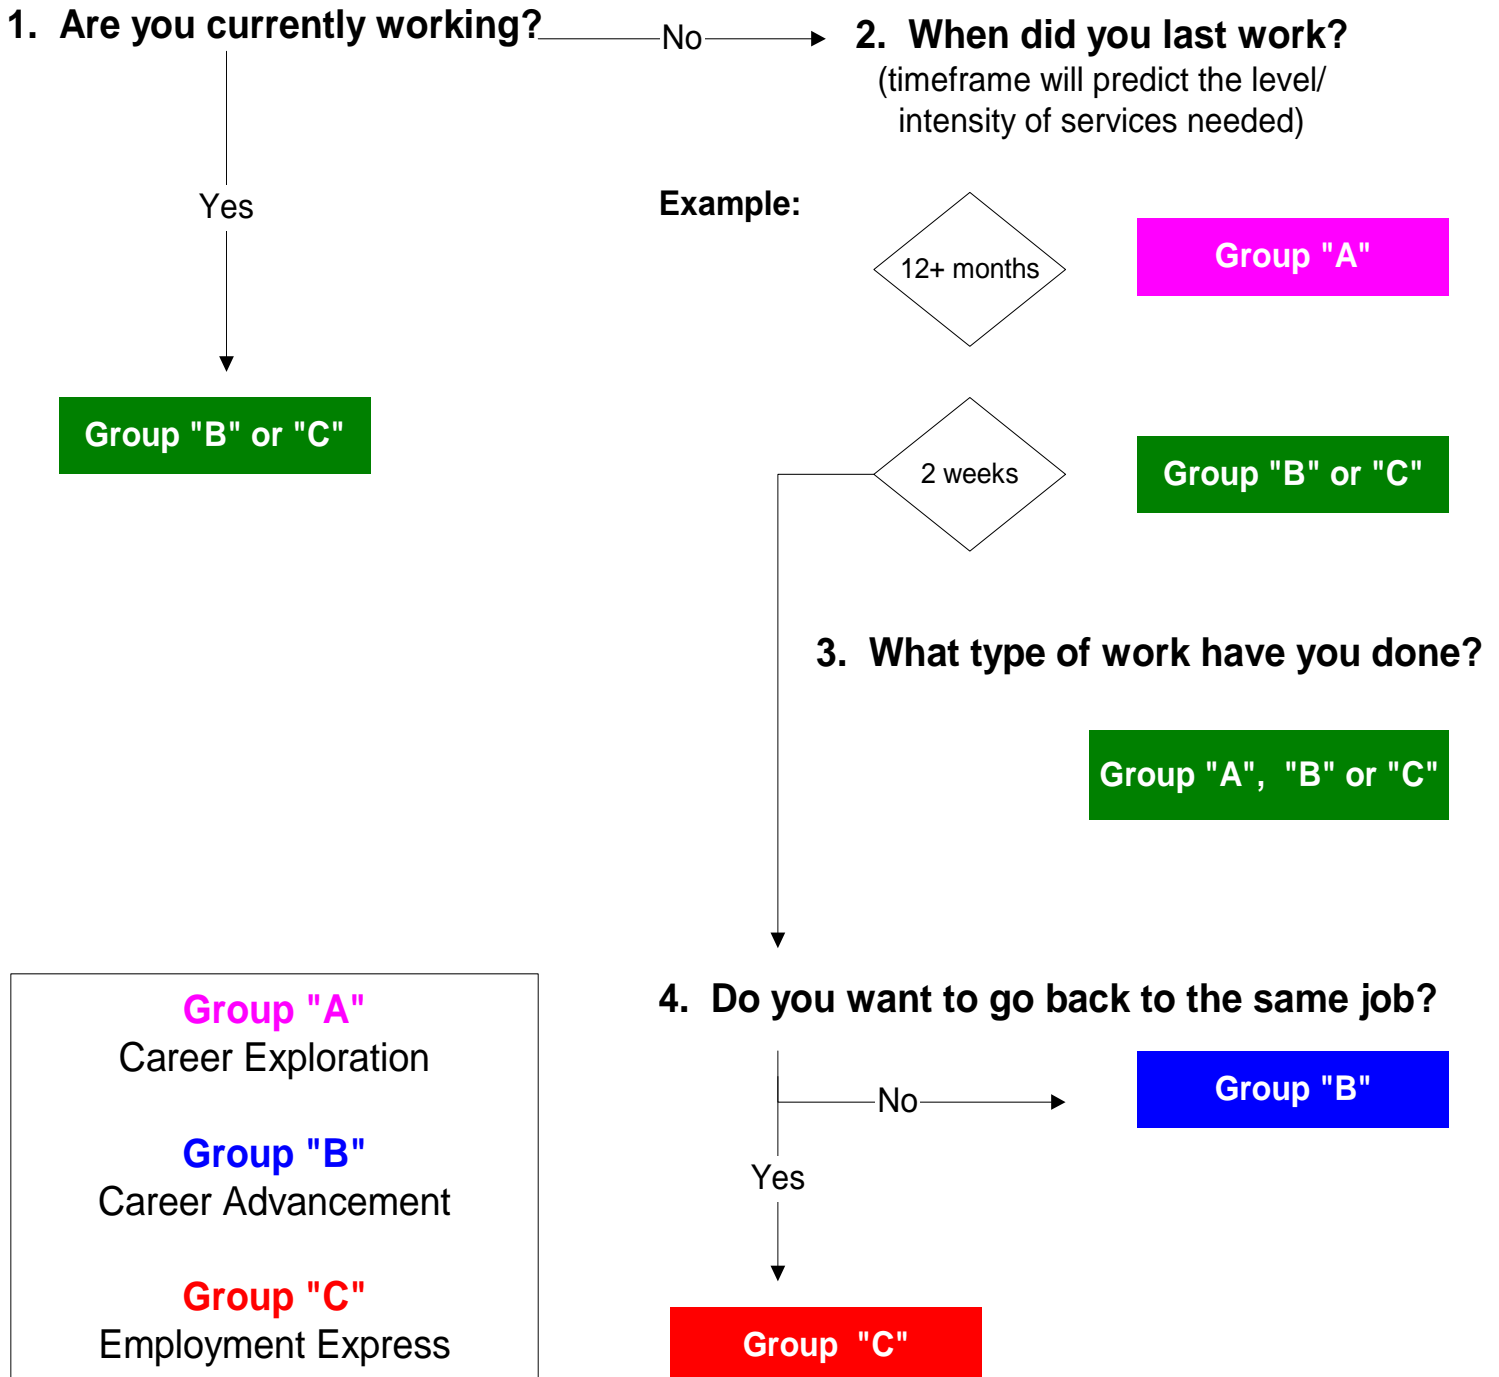 1. Are you currently working?
No
2. When did you last work?
(timeframe will predict the level/
intensity of services needed)
Yes
Example:
12+ months
Group "A"
Group "B" or "C"
2 weeks
Group "B" or "C"
3. What type of work have you done?
Group "A", "B" or "C"
4. Do you want to go back to the same job?
No
Group "B"
Yes
Group "C"
Group "A"
Career Exploration
Group "B"
Career Advancement
Group "C"
Employment Express